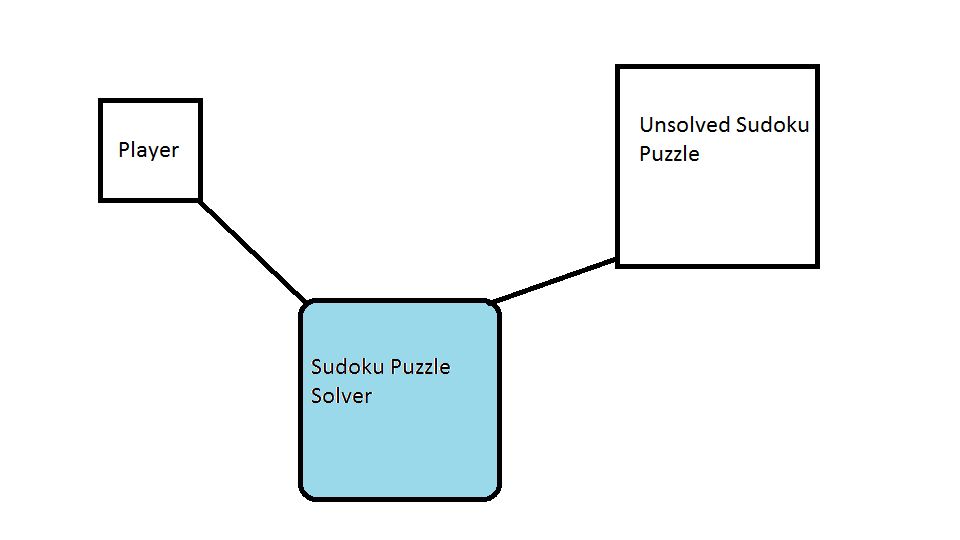 Player
Unsolved Sudoku
Puzzle
Sudoku Puzzle
Solver